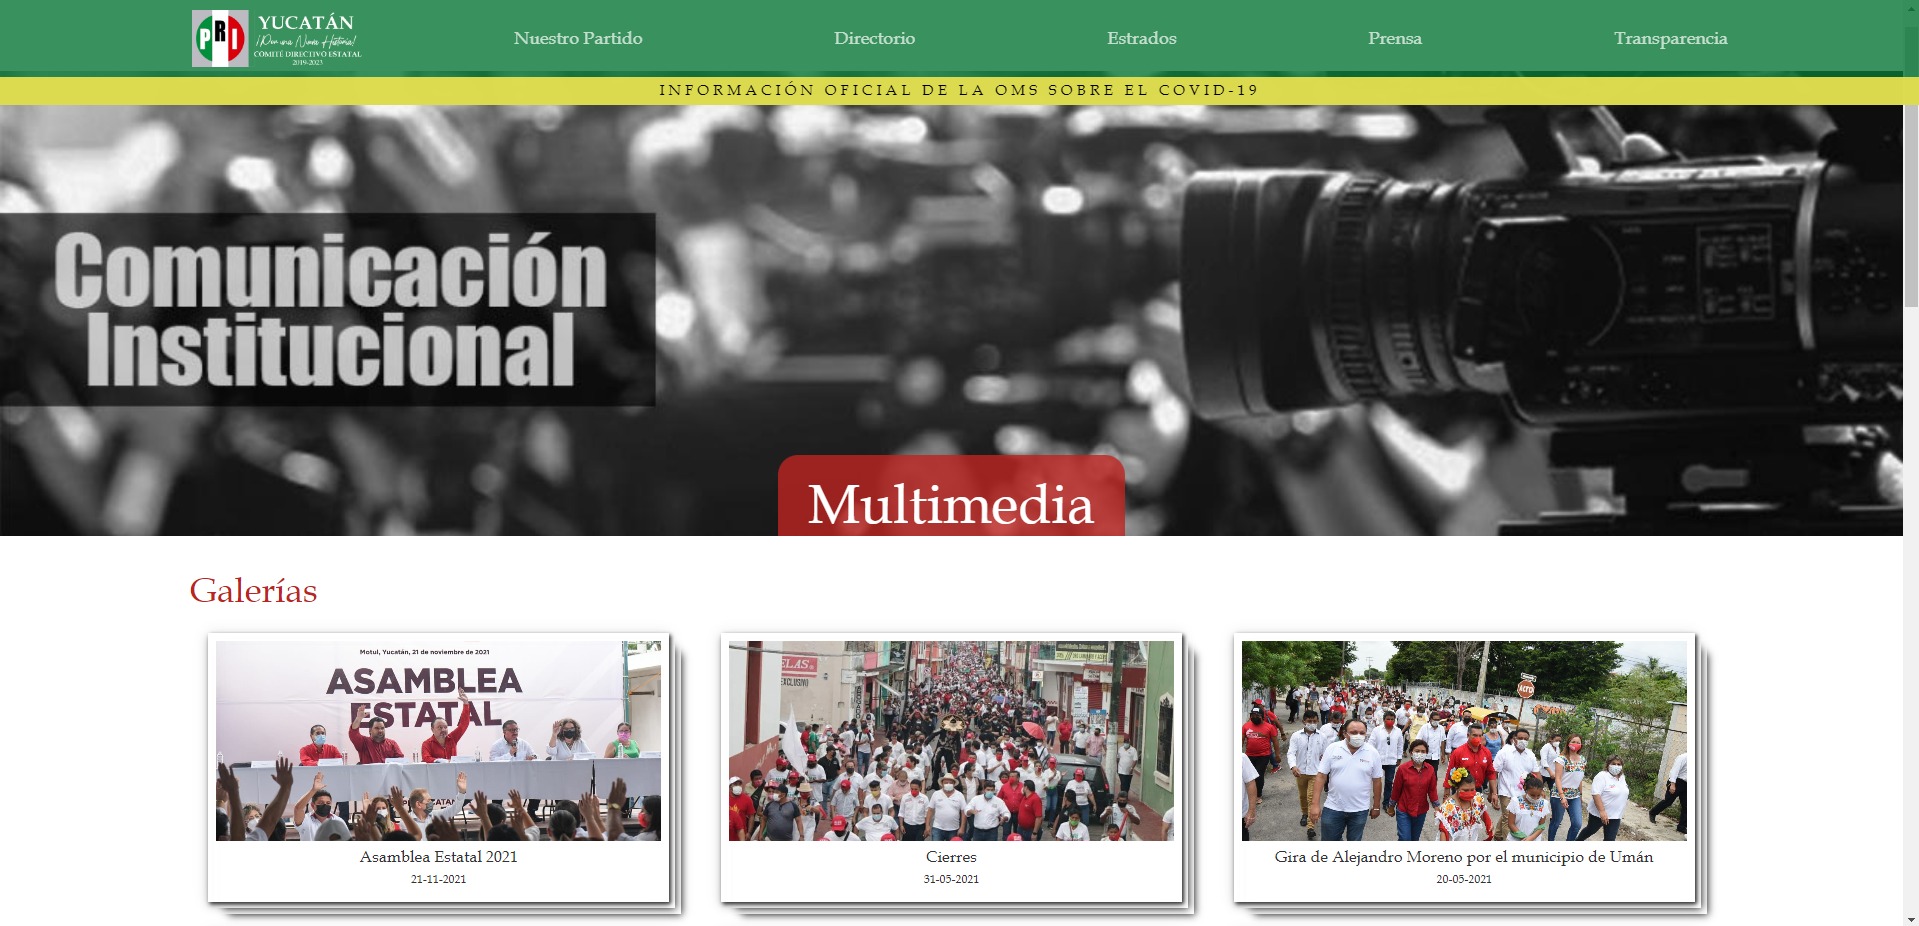 PRI
YUCATÁN
¡Por una Nueva Historia!
COMITÉ DIRECTIVO ESTATAL
2019-2023
Nuestro Partido
Directorio
Estrados
Prensa
Transparencia
INFORMACIÓN OFICIAL DE LA OMS SOBRE EL COVID-19
Comunicación
Institucional
Multimedia
Galerías
Motul, Yucatán, 21 de noviembre de 2021
ASAMBLEA
ESTATAL
Asamblea Estatal 2021
21-11-2021
EXCLUSIVO
Cierres
31-05-2021
ALTO
Gira de Alejandro Moreno por el municipio de Umán
20-05-2021